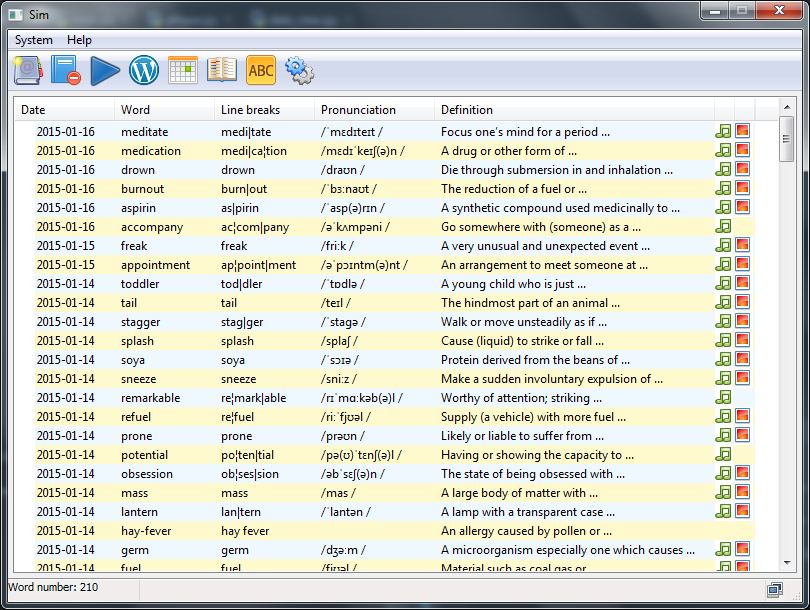 Sim
System Help
ABC
Date Word Line breaks Pronunciation Definition
2015-01-16 meditate medi|tate /ˈmɛdɪteɪt / Focus one's mind for a period ...
2015-01-16 medication medi|ca¦tion /mɛdɪˈkeɪʃ(ə)n / A drug or other form of ...
2015-01-16 drown drown /draʊn / Die through submersion in and inhalation ...
2015-01-16 burnout burn|out /ˈbɜːnaʊt / The reduction of a fuel or ...
2015-01-16 aspirin as|pirin /ˈasp(ə)rɪn / A synthetic compound used medicinally to ...
2015-01-16 accompany ac¦com|pany /əˈkʌmpəni / Go somewhere with (someone) as a ...
2015-01-15 freak freak /friːk / A very unusual and unexpected event ...
2015-01-15 appointment ap¦point|ment /əˈpɔɪntm(ə)nt / An arrangement to meet someone at ...
2015-01-14 toddler tod|dler /ˈtɒdlə / A young child who is just ...
2015-01-14 tail tail /teɪl / The hindmost part of an animal ...
2015-01-14 stagger stag|ger /ˈstaɡə / Walk or move unsteadily as if ...
2015-01-14 splash splash /splaʃ / Cause (liquid) to strike or fall ...
2015-01-14 soya soya /ˈsɔɪə / Protein derived from the beans of ...
2015-01-14 sneeze sneeze /sniːz / Make a sudden involuntary expulsion of ...
2015-01-14 remarkable re¦mark|able /rɪˈmɑːkəb(ə)l / Worthy of attention; striking ...
2015-01-14 refuel re¦fuel /riːˈfjʊəl / Supply (a vehicle) with more fuel ...
2015-01-14 prone prone /prəʊn / Likely or liable to suffer from ...
2015-01-14 potential po¦ten|tial /pə(ʊ)ˈtɛnʃ(ə)l / Having or showing the capacity to ...
2015-01-14 obsession ob¦ses|sion /əbˈsɛʃ(ə)n / The state of being obsessed with ...
2015-01-14 mass mass /mas / A large body of matter with ...
2015-01-14 lantern lan|tern /ˈlantən / A lamp with a transparent case ...
2015-01-14 hay-fever hay fever An allergy caused by pollen or ...
2015-01-14 germ germ /dʒəːm / A microorganism especially one which causes ...
2015-01-14 fuel fuel /fjʊəl / Material such as coal gas or
Word number: 210